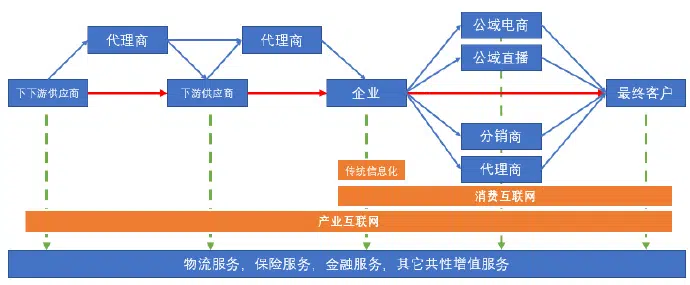 代理商
代理商
公域电商
公域直播
下下游供应商
下游供应商
企业
最终客户
分销商
代理商
传统信息化
消费互联网
产业互联网
物流服务，保险服务，金融服务，其它共性增值服务